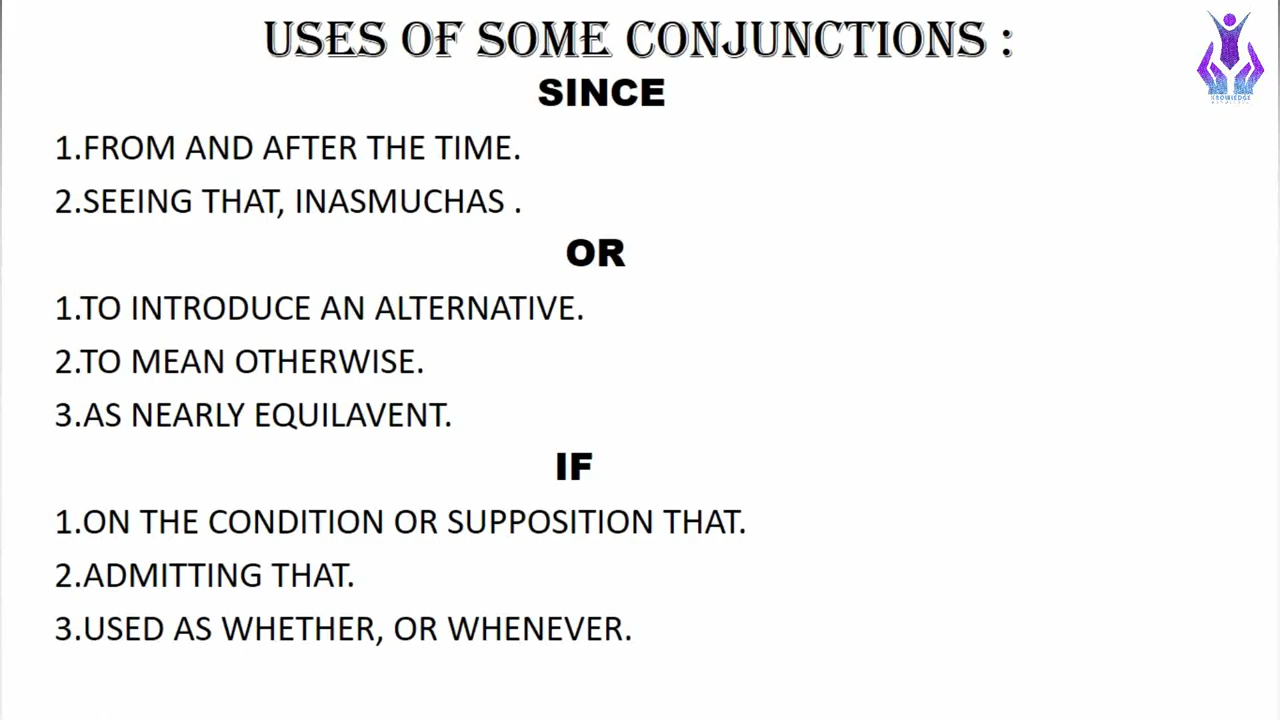 USES OF SOME CONJUNCTIONS :
SINCE
1.FROM AND AFTER THE TIME.
2.SEEING THAT, INASMUCHAS .
OR
1.TO INTRODUCE AN ALTERNATIVE.
2.TO MEAN OTHERWISE.
3.AS NEARLY EQUILAVENT.
IF
1.ON THE CONDITION OR SUPPOSITION THAT.
2.ADMITTING THAT.
3.USED AS WHETHER, OR WHENEVER.
KNOWLEDGE